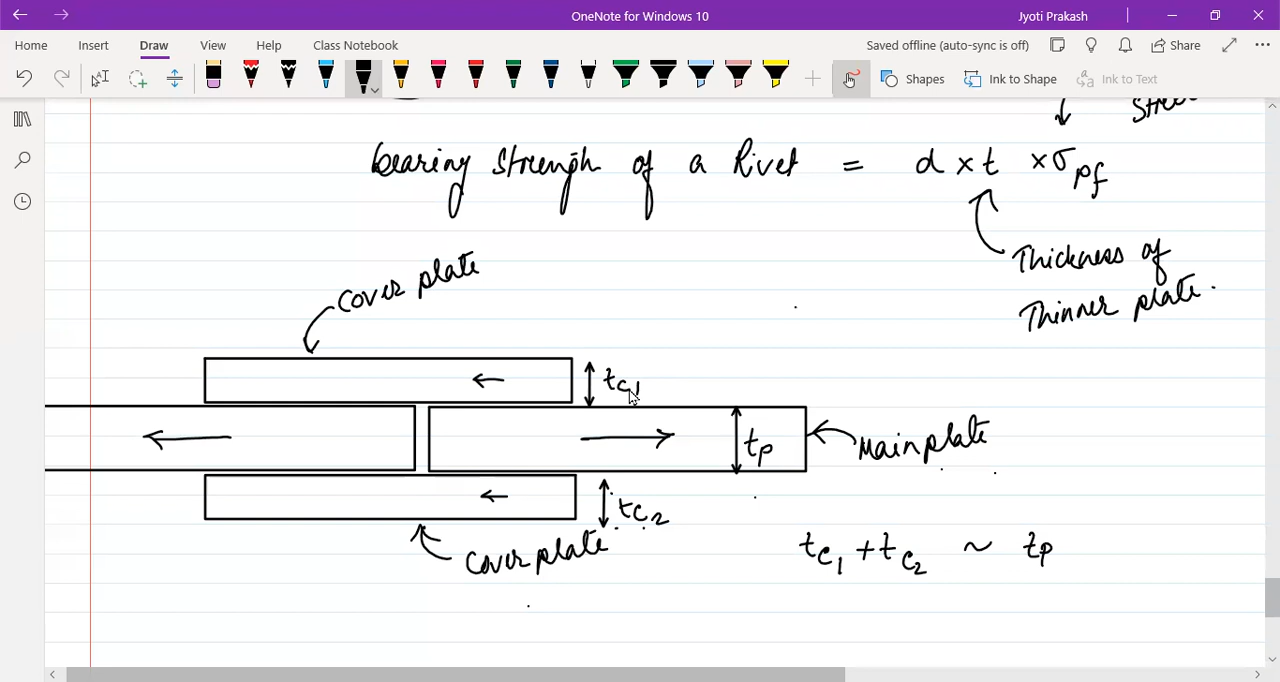 OneNote for Windows 10
Jyoti Prakash
Home Insert Draw View Help Class Notebook
Saved offline (auto-sync is off)
Share
Shapes
Ink to Shape
Ink to Text
bearing strength of a Rivet = d × t × σpf
Thickness of
Thinner plate.
cover plate
tc1
tp
Main plate
tc2
cover plate
tc1 + tc2 ~ tp